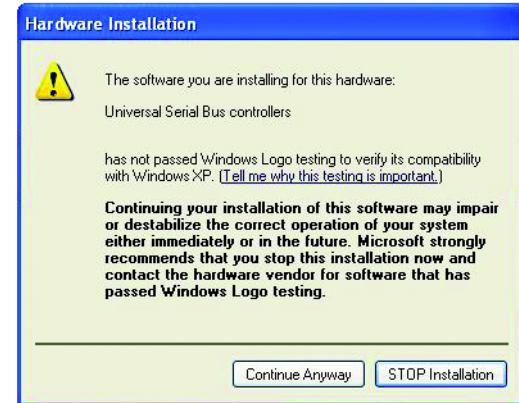 Hardware Installation
The software you are installing for this hardware:
Universal Serial Bus controllers
has not passed Windows Logo testing to verify its compatibility
with Windows XP. (Tell me why this testing is important.)
Continuing your installation of this software may impair
or destabilize the correct operation of your system
either immediately or in the future. Microsoft strongly
recommends that you stop this installation now and
contact the hardware vendor for software that has
passed Windows Logo testing.
Continue Anyway
STOP Installation